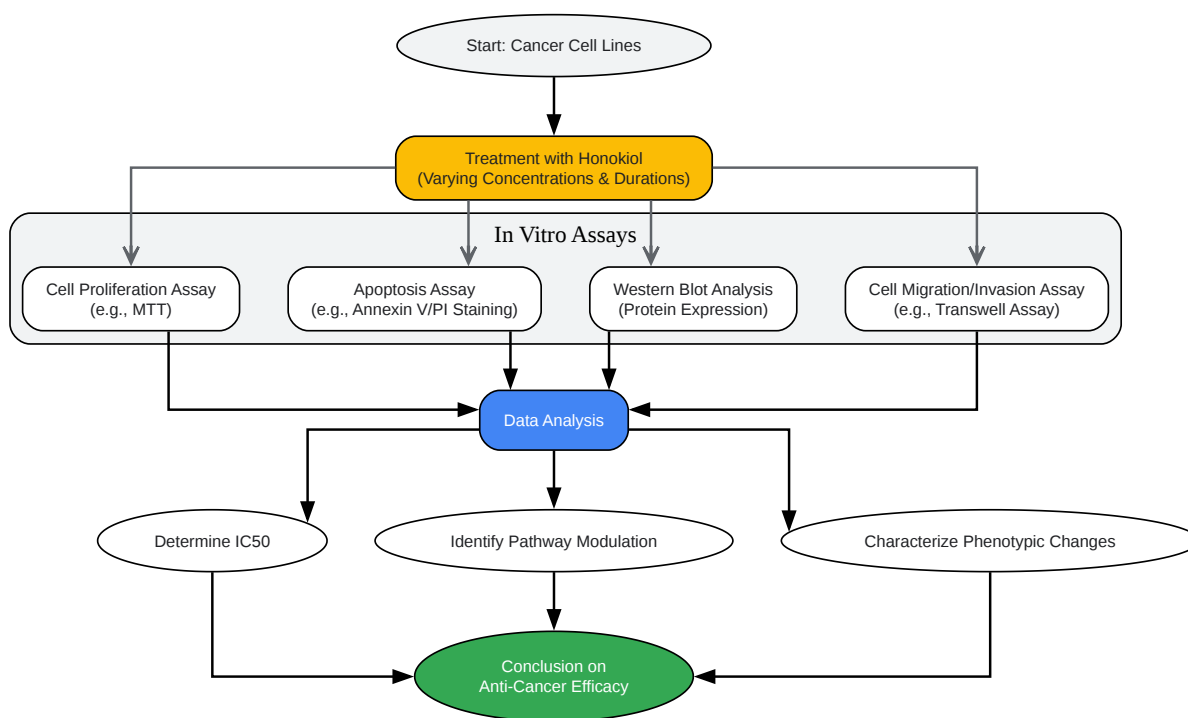 Start: Cancer Cell Lines
Treatment with Honokiol
(Varying Concentrations & Durations)
In Vitro Assays
Cell Proliferation Assay
(e.g., MTT)
Apoptosis Assay
(e.g., Annexin V/PI Staining)
Western Blot Analysis
(Protein Expression)
Cell Migration/Invasion Assay
(e.g., Transwell Assay)
Data Analysis
Determine IC50
Identify Pathway Modulation
Characterize Phenotypic Changes
Conclusion on
Anti-Cancer Efficacy